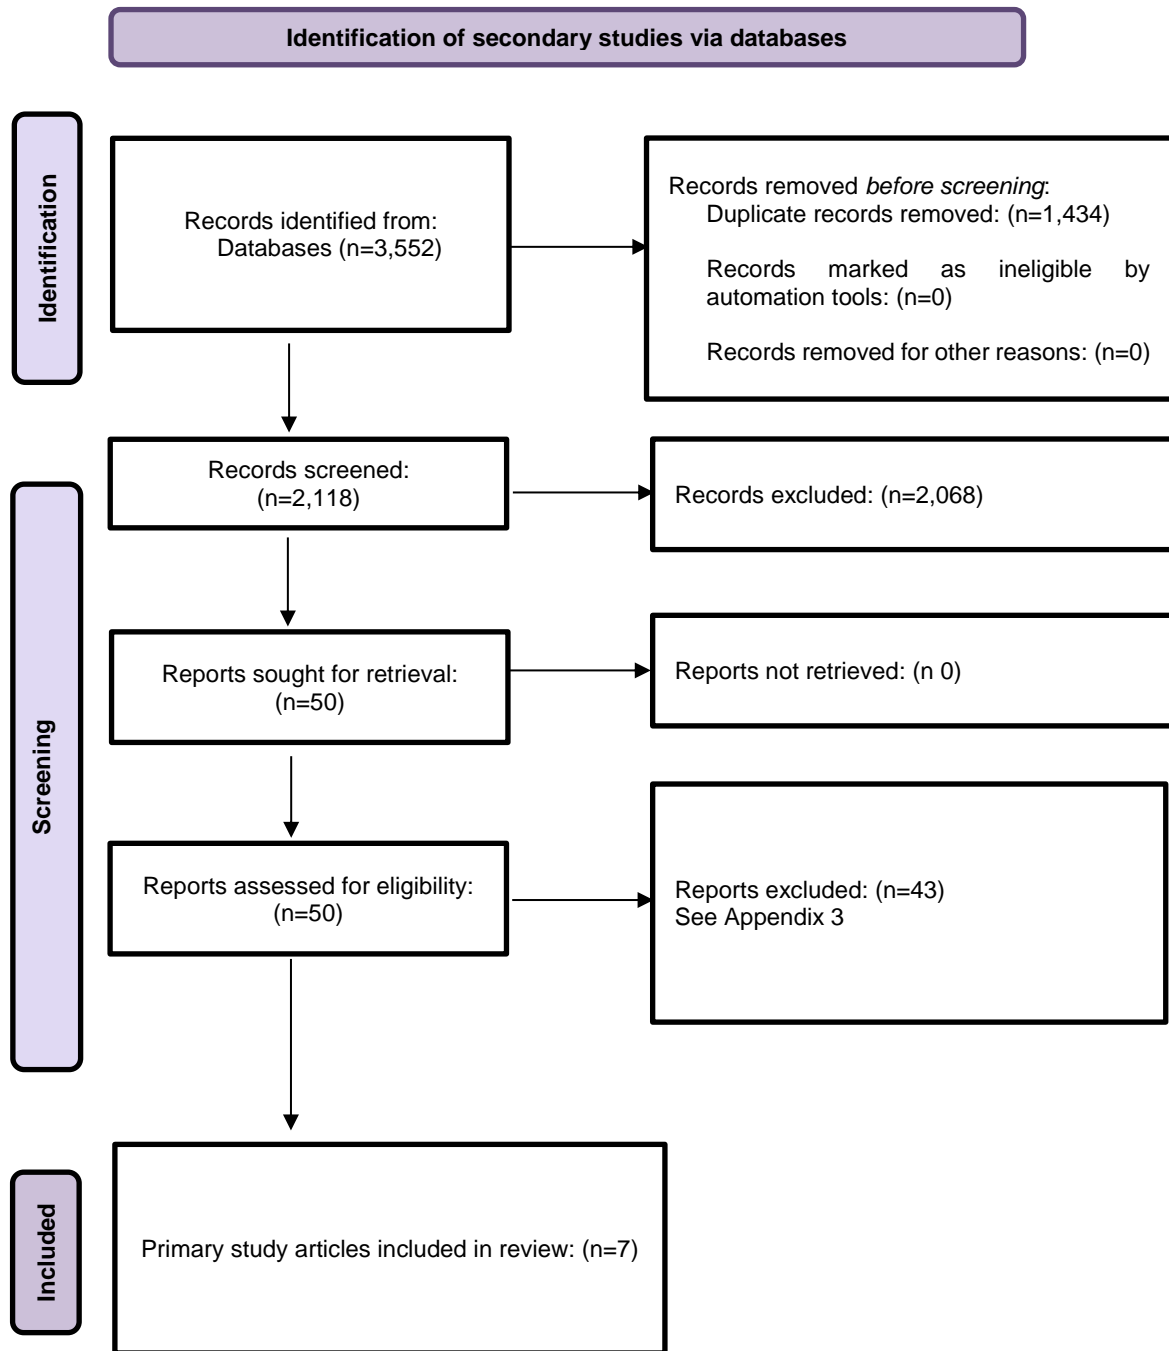 Identification of secondary studies via databases
Identification
Records identified from:
Databases (n=3,552)
Records removed before screening:
Duplicate records removed: (n=1,434)
Records marked as ineligible by
automation tools: (n=0)
Records removed for other reasons: (n=0)
Screening
Records screened:
(n=2,118)
Records excluded: (n=2,068)
Reports sought for retrieval:
(n=50)
Reports not retrieved: (n 0)
Reports assessed for eligibility:
(n=50)
Reports excluded: (n=43)
See Appendix 3
Included
Primary study articles included in review: (n=7)